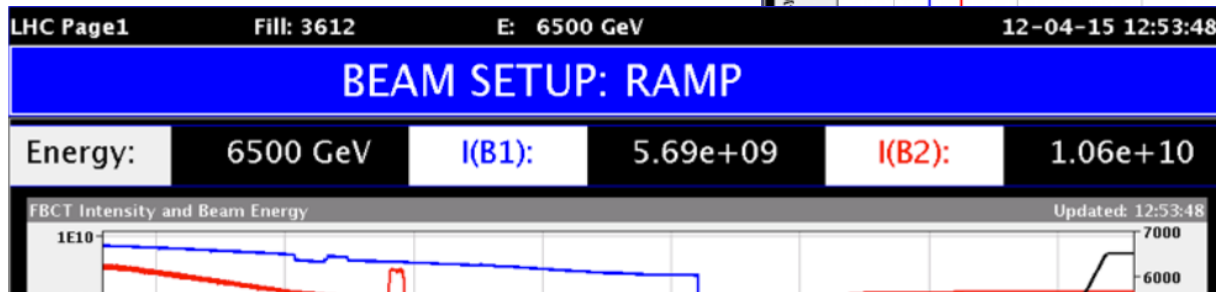 LHC Page1 Fill: 3612 E: 6500 GeV 12-04-15 12:53:48
BEAM SETUP: RAMP
Energy: 6500 GeV I(B1): 5.69e+09 I(B2): 1.06e+10
FBCT Intensity and Beam Energy Updated: 12:53:48
1E10 7000
6000